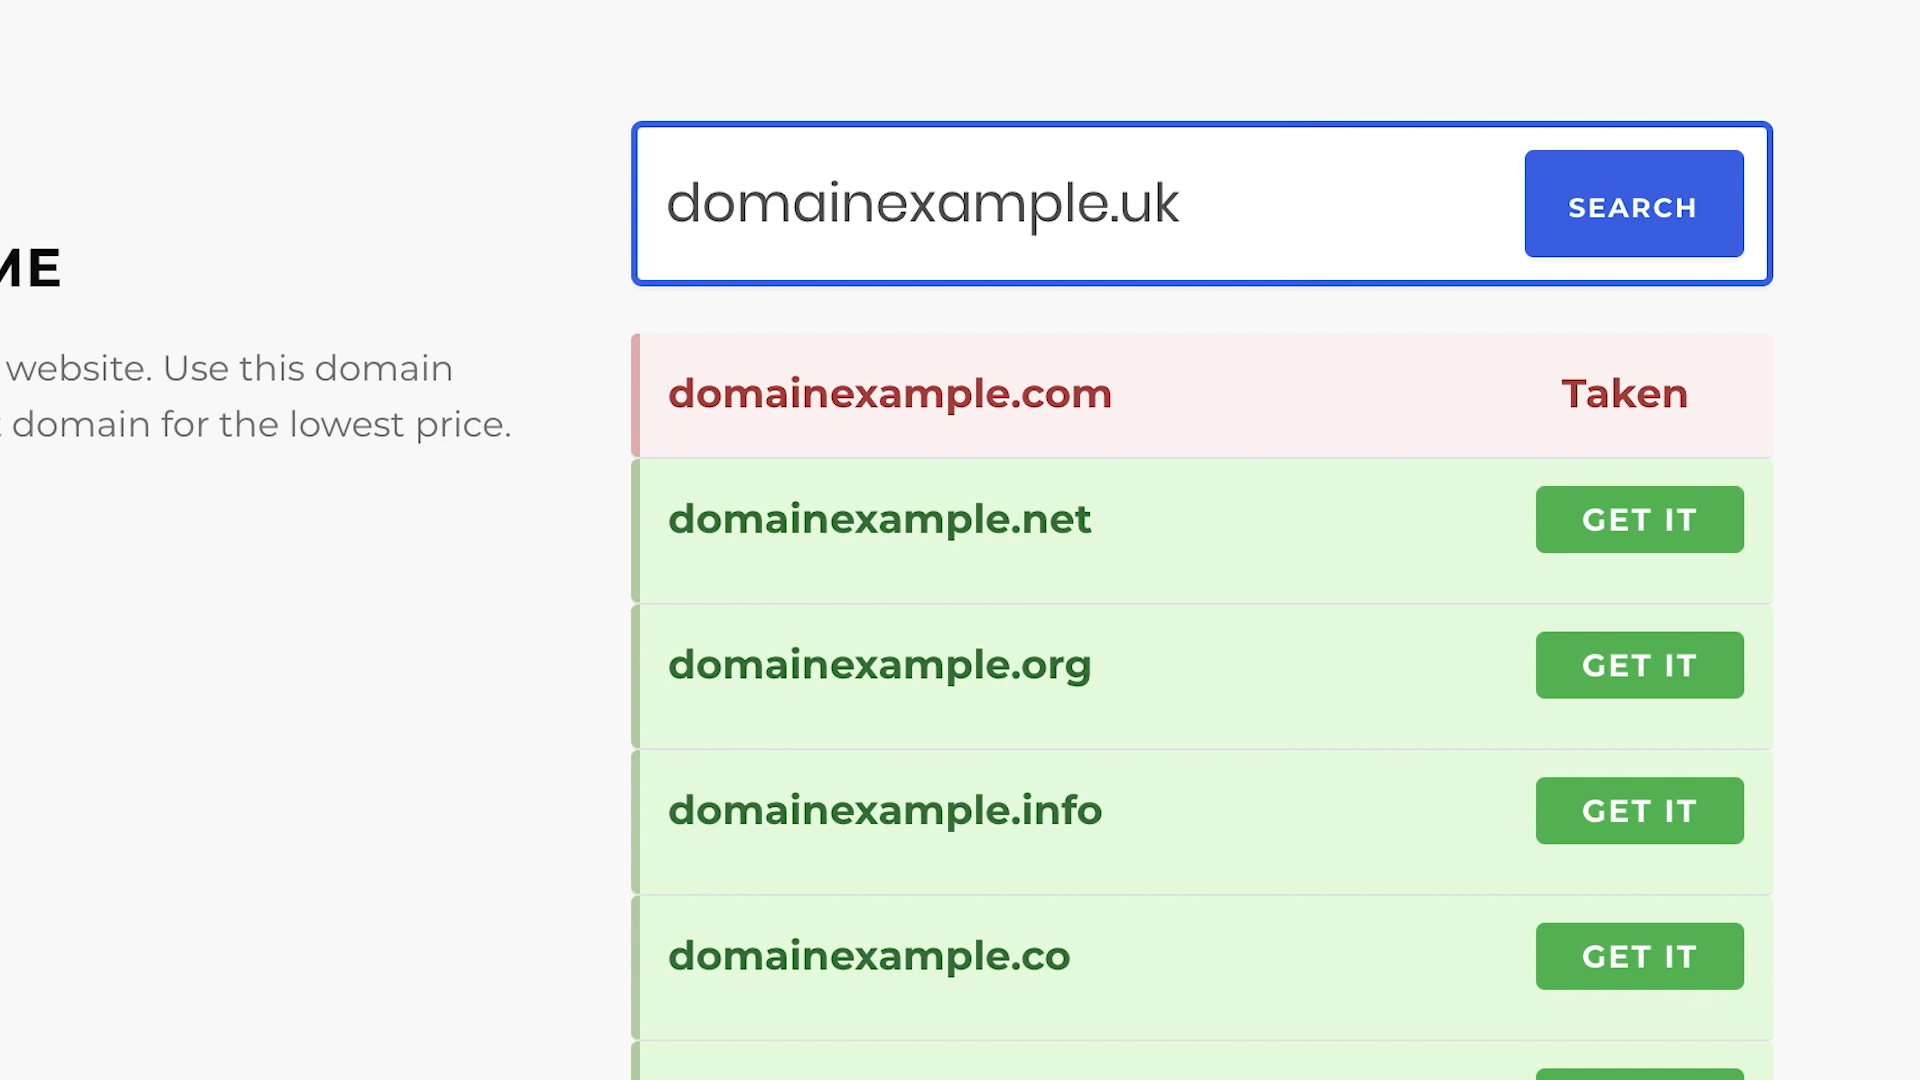 ME
website. Use this domain
domain for the lowest price.
domainexample.uk
SEARCH
domainexample.com Taken
domainexample.net GET IT
domainexample.org GET IT
domainexample.info GET IT
domainexample.co GET IT